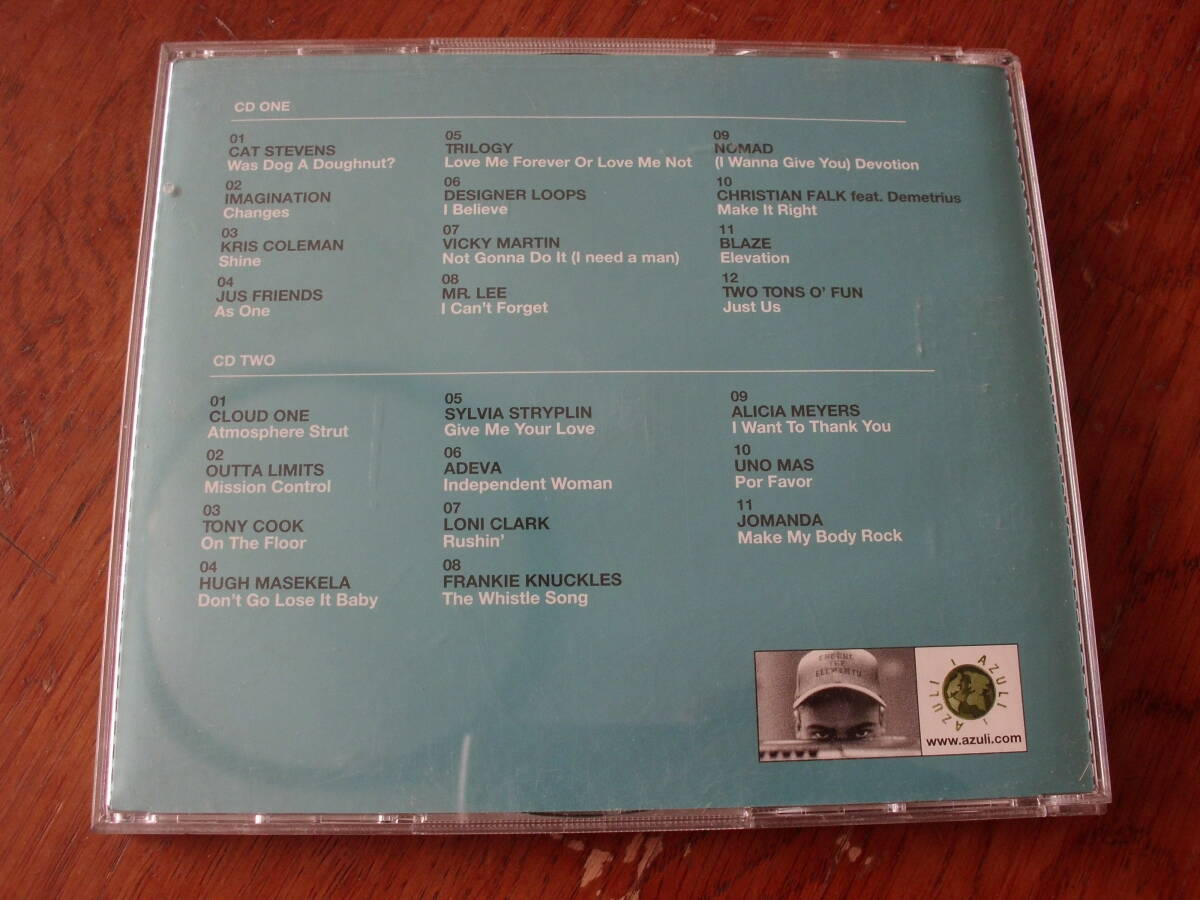 CD ONE
01
CAT STEVENS
Was Dog A Doughnut?
02
IMAGINATION
Changes
03
KRIS COLEMAN
Shine
04
JUS FRIENDS
As One
05
TRILOGY
Love Me Forever Or Love Me Not
06
DESIGNER LOOPS
I Believe
07
VICKY MARTIN
Not Gonna Do It (I need a man)
08
MR. LEE
I Can't Forget
09
NOMAD
(I Wanna Give You) Devotion
10
CHRISTIAN FALK feat. Demetrius
Make It Right
11
BLAZE
Elevation
12
TWO TONS O' FUN
Just Us
CD TWO
01
CLOUD ONE
Atmosphere Strut
02
OUTTA LIMITS
Mission Control
03
TONY COOK
On The Floor
04
HUGH MASEKELA
Don't Go Lose It Baby
05
SYLVIA STRYPLIN
Give Me Your Love
06
ADEVA
Independent Woman
07
LONI CLARK
Rushin'
08
FRANKIE KNUCKLES
The Whistle Song
09
ALICIA MEYERS
I Want To Thank You
10
UNO MAS
Por Favor
11
JOMANDA
Make My Body Rock
THE
AZULI
AZULI
www.azuli.com